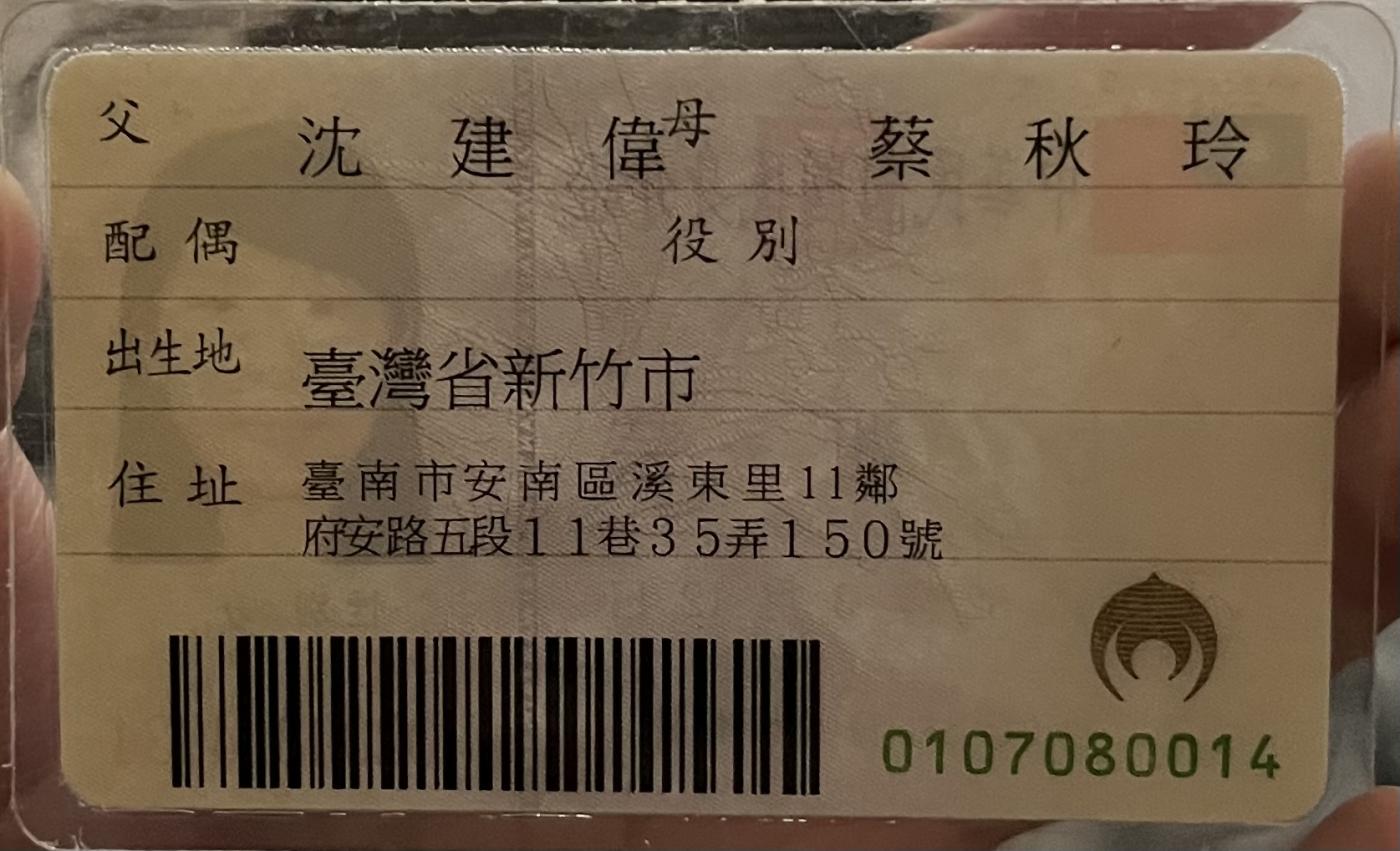 父 沈建偉 母 蔡秋玲
配偶 役別
出生地 臺灣省新竹市
住址 臺南市安南區溪東里11鄰
府安路五段11巷35弄150號
0107080014